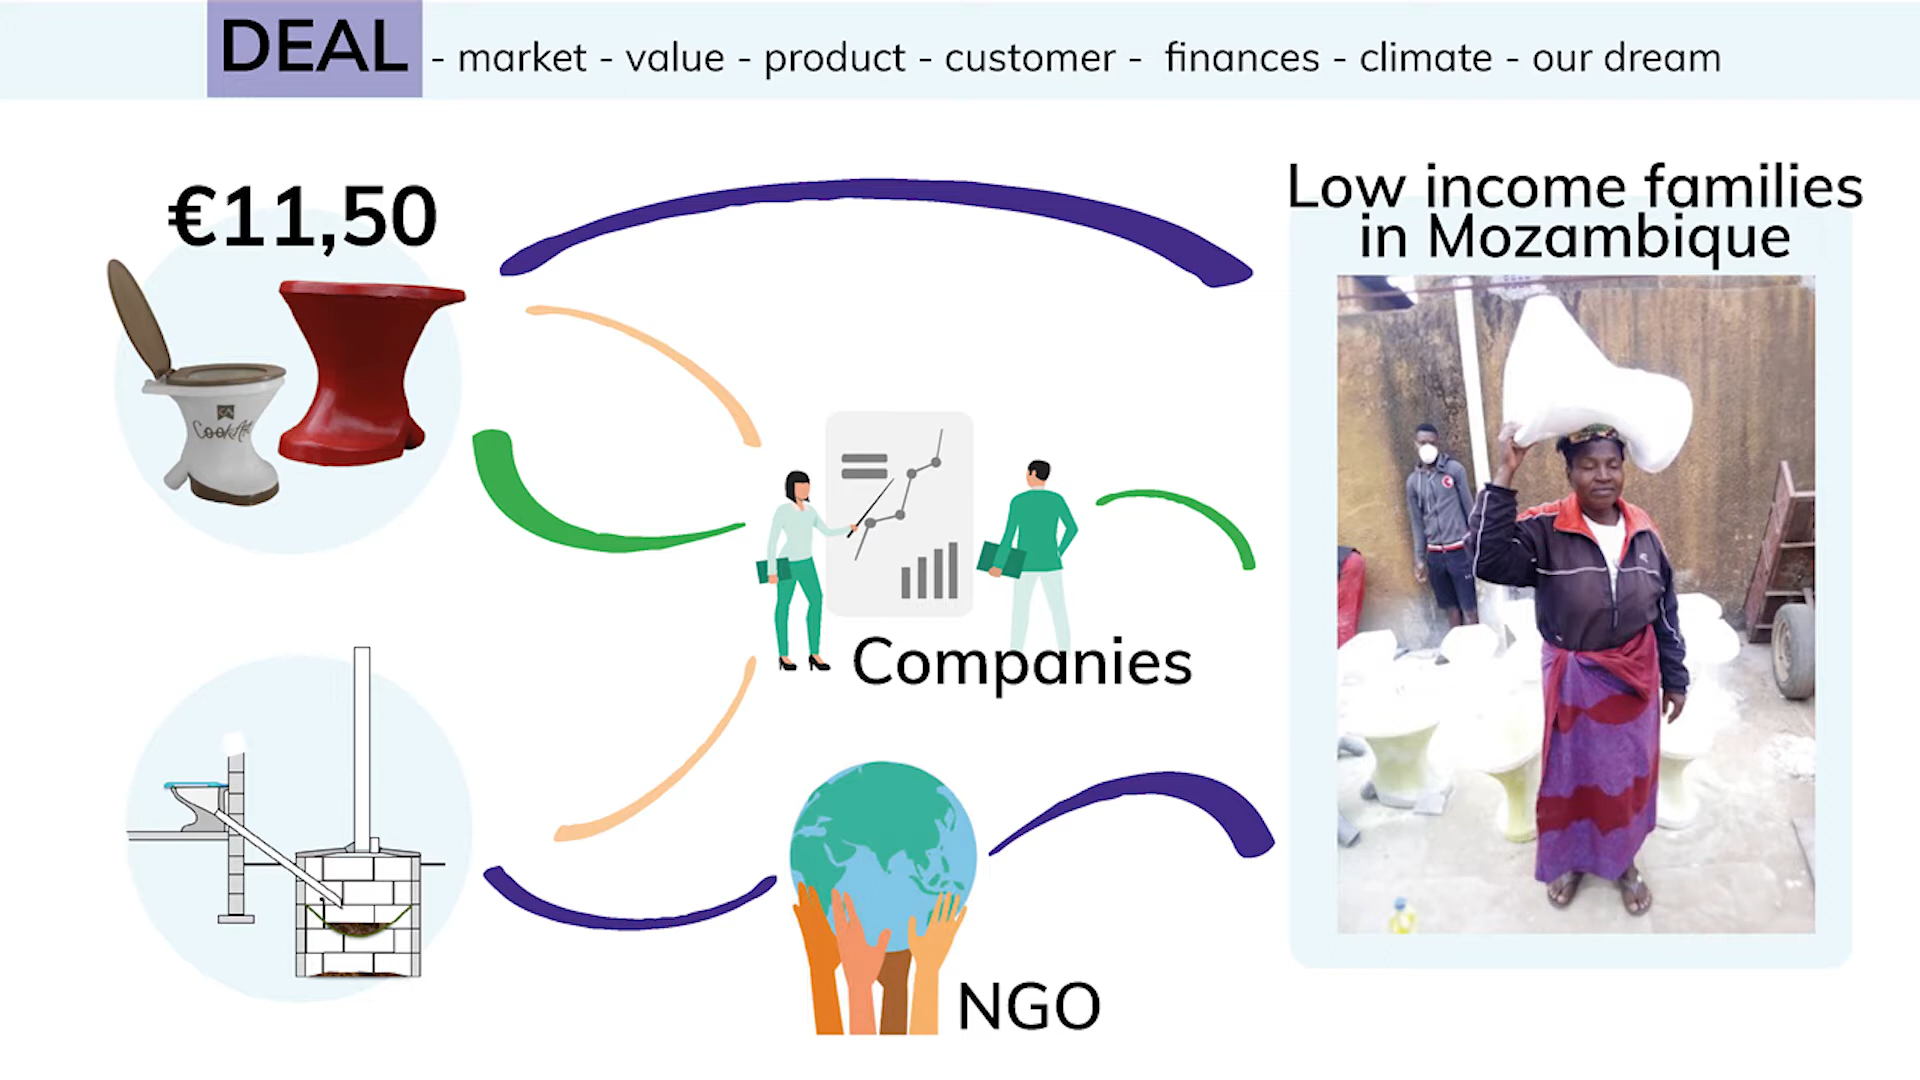 DEAL - market - value - product - customer - finances - climate - our dream
€11,50
Low income families
in Mozambique
Companies
NGO